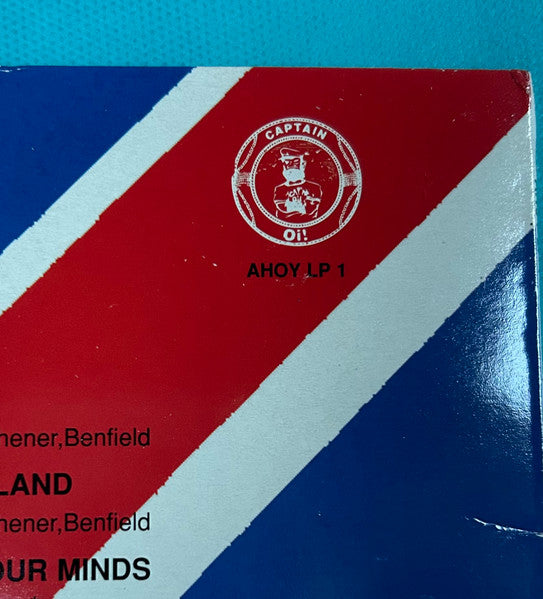 CAPTAIN
Oi!
AHOY LP 1
hener,Benfield
LAND
hener,Benfield
OUR MINDS